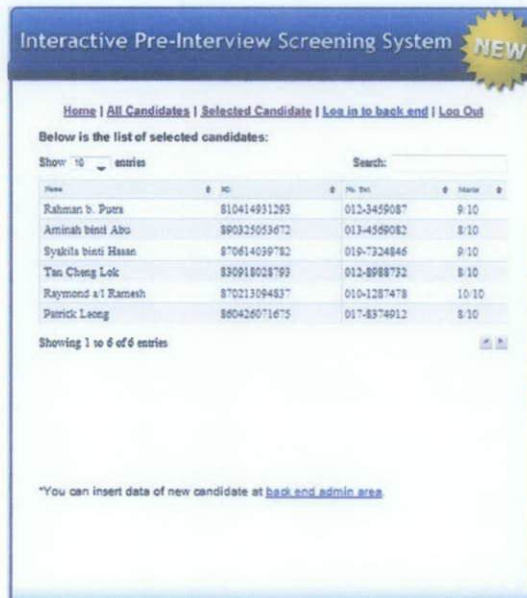 Interactive Pre-Interview Screening System NEW
Home | All Candidates | Selected Candidate | Log in to back end | Log Out
Below is the list of selected candidates:
Show 10 entries Search:
Name IC No. Tel. Marks
Rahman b. Putra 810414931293 012-3459087 9/10
Aminah binti Abu 890325053672 013-4569082 8/10
Syakila binti Hasan 870614039782 019-7324846 9/10
Tan Cheng Lok 830918028793 012-8988732 8/10
Raymond a/l Ramesh 870213094837 010-1287478 10/10
Patrick Leong 860426071675 017-8374912 8/10
Showing 1 to 6 of 6 entries
*You can insert data of new candidate at back end admin area.